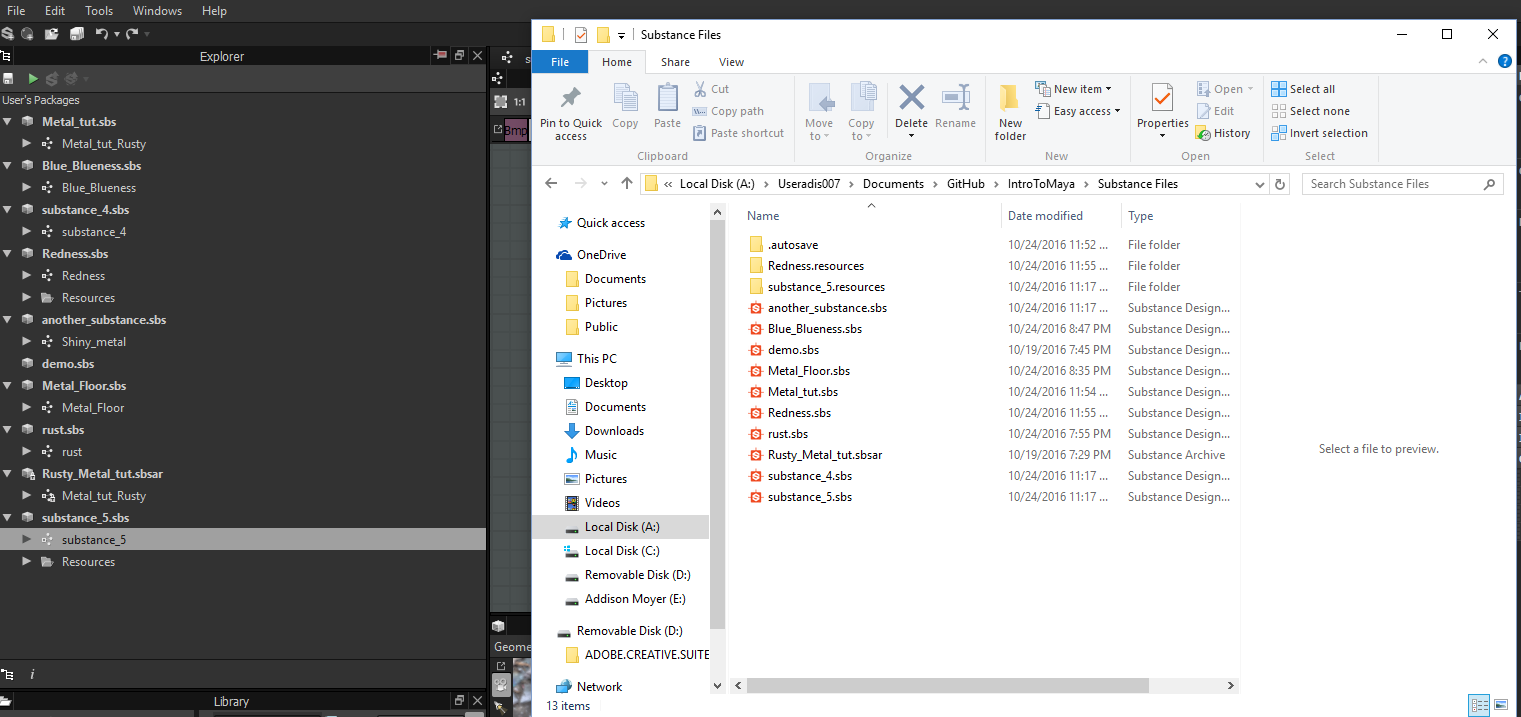 File Edit Tools Windows Help
Explorer
User's Packages
Metal_tut.sbs
Metal_tut_Rusty
Blue_Blueness.sbs
Blue_Blueness
substance_4.sbs
substance_4
Redness.sbs
Redness
Resources
another_substance.sbs
Shiny_metal
demo.sbs
Metal_Floor.sbs
Metal_Floor
rust.sbs
rust
Rusty_Metal_tut.sbsar
Metal_tut_Rusty
substance_5.sbs
substance_5
Resources
i
Library
s
1:1
Bmp
Geome
Substance Files
File Home Share View
?
Pin to Quick access
Copy
Paste
Cut
Copy path
Paste shortcut
Clipboard
Move to
Copy to
Delete
Rename
Organize
New folder
New item
Easy access
New
Properties
Open
Edit
History
Open
Select all
Select none
Invert selection
Select
« Local Disk (A:) > Useradis007 > Documents > GitHub > IntroToMaya > Substance Files
Search Substance Files
Quick access
OneDrive
Documents
Pictures
Public
This PC
Desktop
Documents
Downloads
Music
Pictures
Videos
Local Disk (A:)
Local Disk (C:)
Removable Disk (D:)
Addison Moyer (E:)
Removable Disk (D:)
ADOBE.CREATIVE.SUITE
Network
Name Date modified Type
.autosave 10/24/2016 11:52 ... File folder
Redness.resources 10/24/2016 11:55 ... File folder
substance_5.resources 10/24/2016 11:17 ... File folder
another_substance.sbs 10/24/2016 11:17 ... Substance Design...
Blue_Blueness.sbs 10/24/2016 8:47 PM Substance Design...
demo.sbs 10/19/2016 7:45 PM Substance Design...
Metal_Floor.sbs 10/24/2016 8:35 PM Substance Design...
Metal_tut.sbs 10/24/2016 11:54 ... Substance Design...
Redness.sbs 10/24/2016 11:55 ... Substance Design...
rust.sbs 10/24/2016 7:55 PM Substance Design...
Rusty_Metal_tut.sbsar 10/19/2016 7:29 PM Substance Archive
substance_4.sbs 10/24/2016 11:17 ... Substance Design...
substance_5.sbs 10/24/2016 11:17 ... Substance Design...
Select a file to preview.
13 items